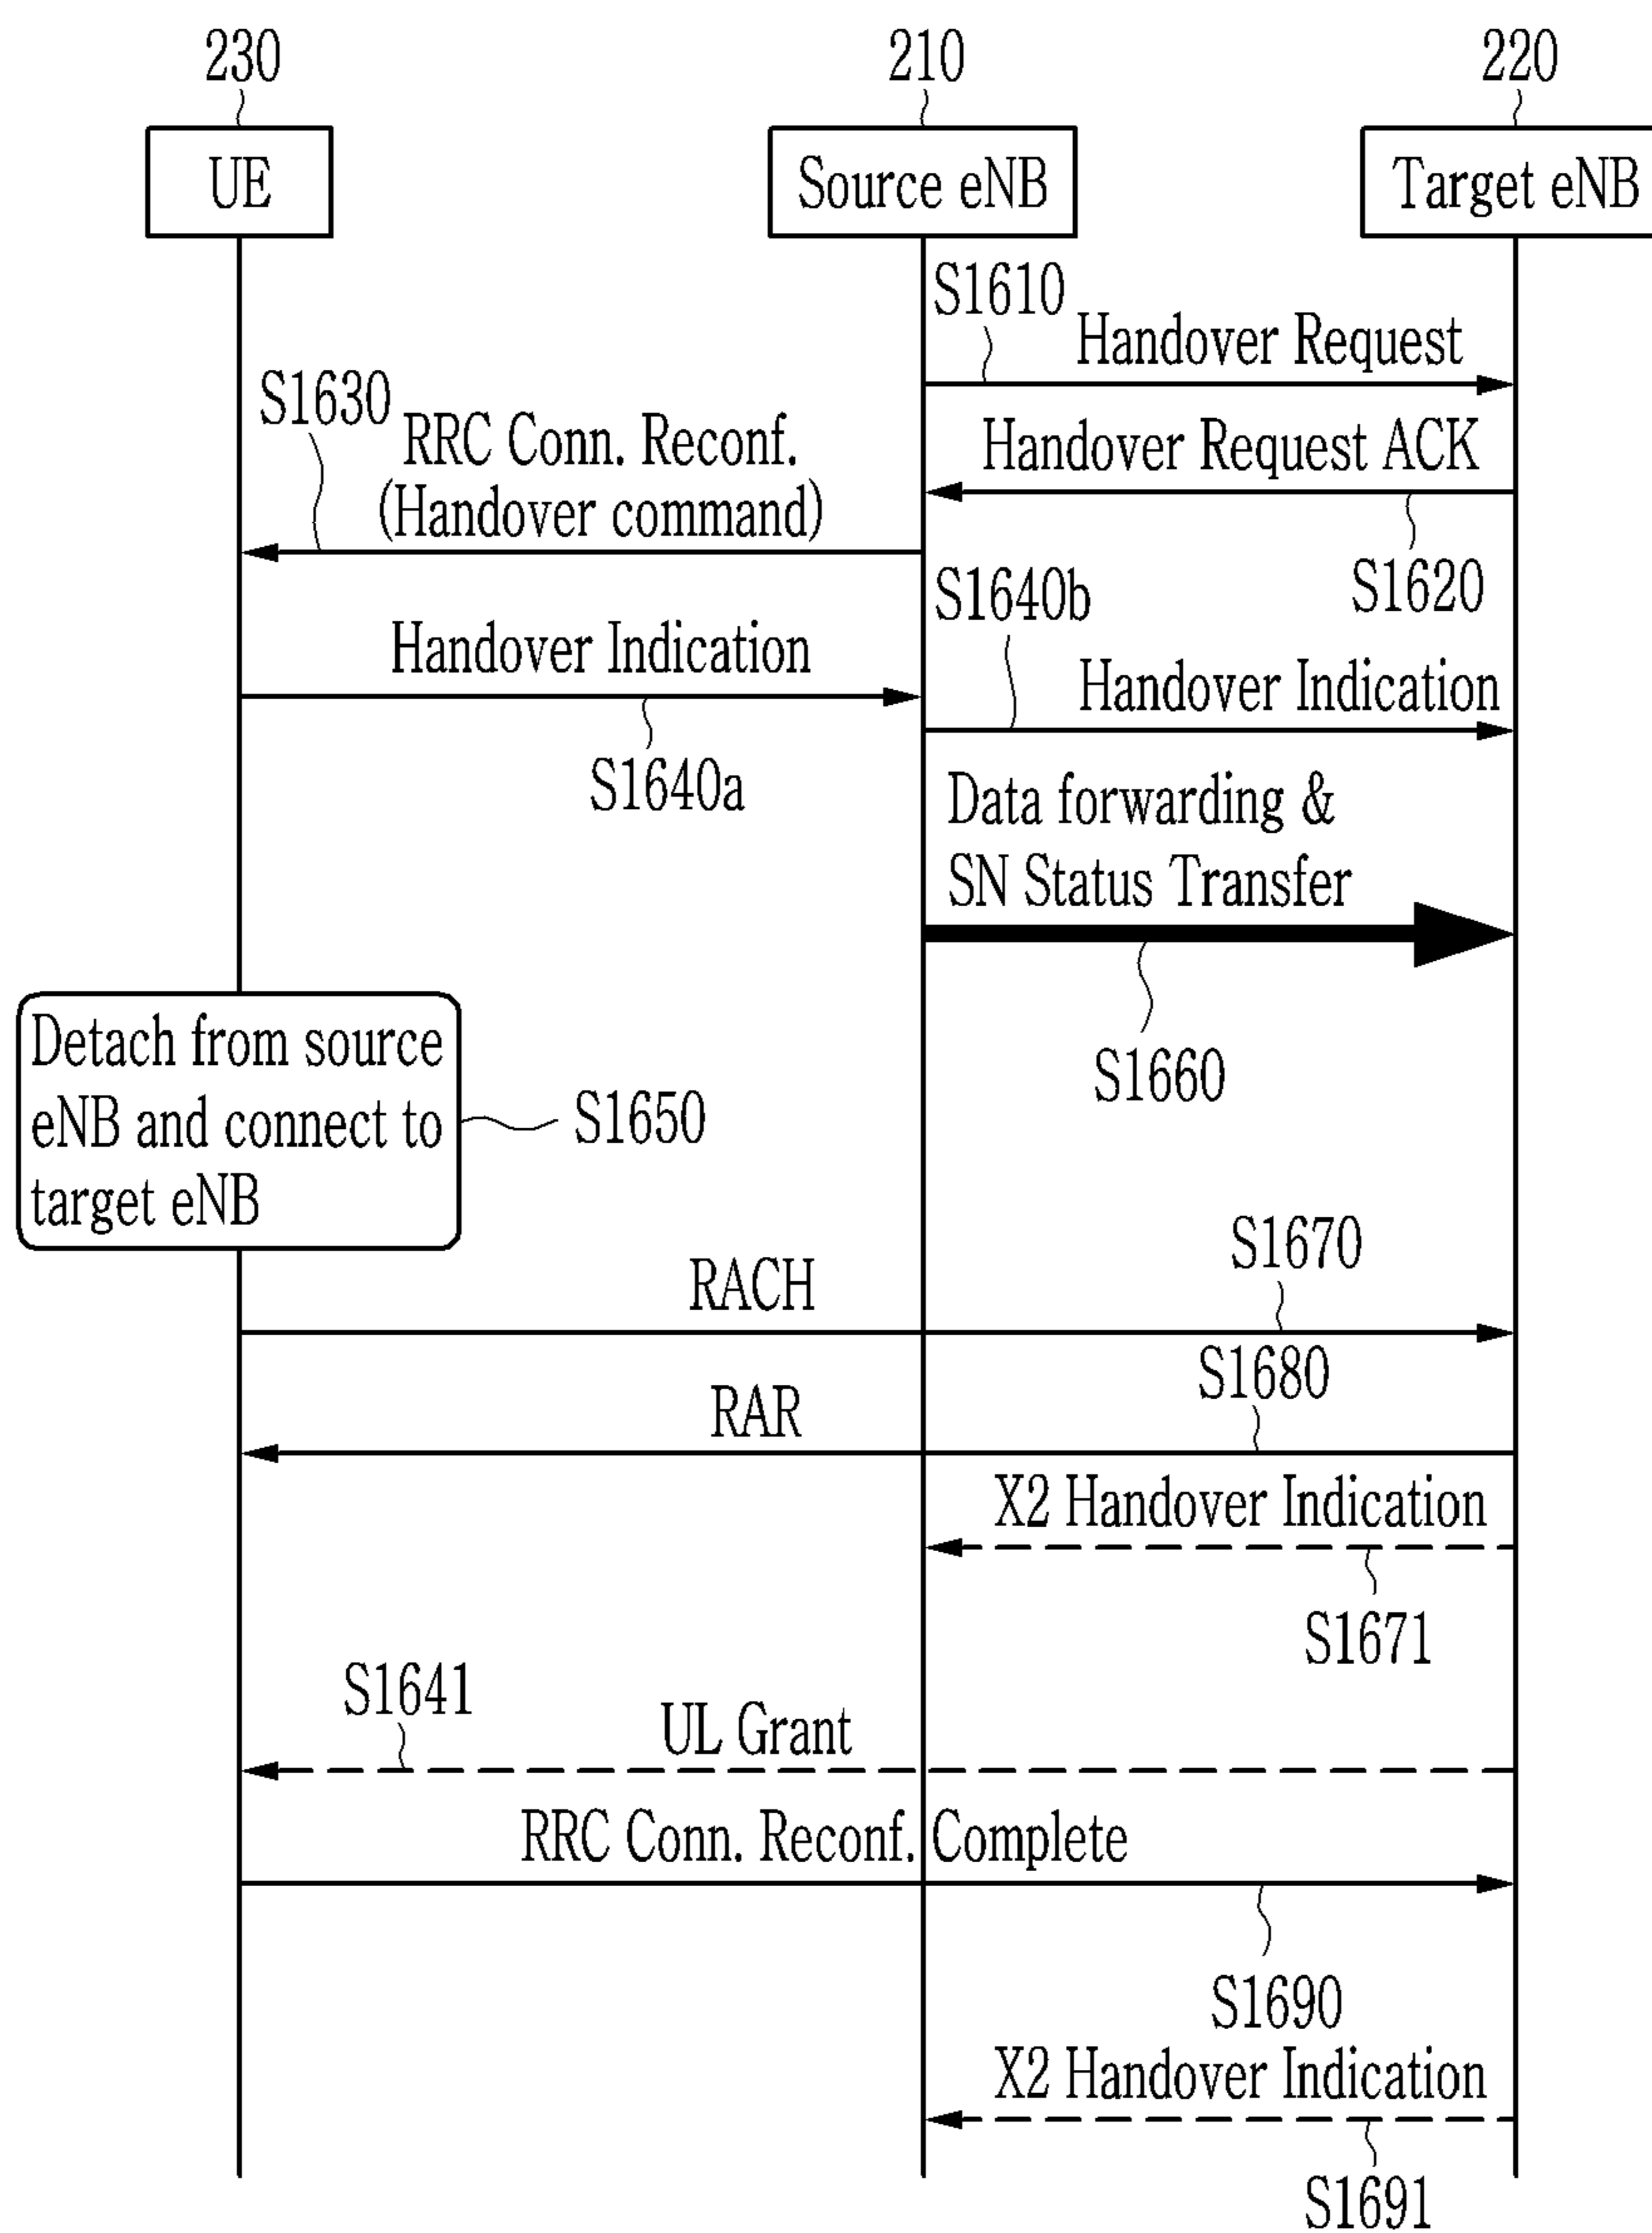 230
210
220
UE
Source eNB
Target eNB
S1610
Handover Request
S1630
RRC Conn. Reconf.
(Handover command)
Handover Request ACK
S1620
S1640b
Handover Indication
Handover Indication
S1640a
Data forwarding &
SN Status Transfer
S1660
Detach from source
eNB and connect to
target eNB
S1650
S1670
RACH
S1680
RAR
X2 Handover Indication
S1671
S1641
UL Grant
RRC Conn. Reconf. Complete
S1690
X2 Handover Indication
S1691